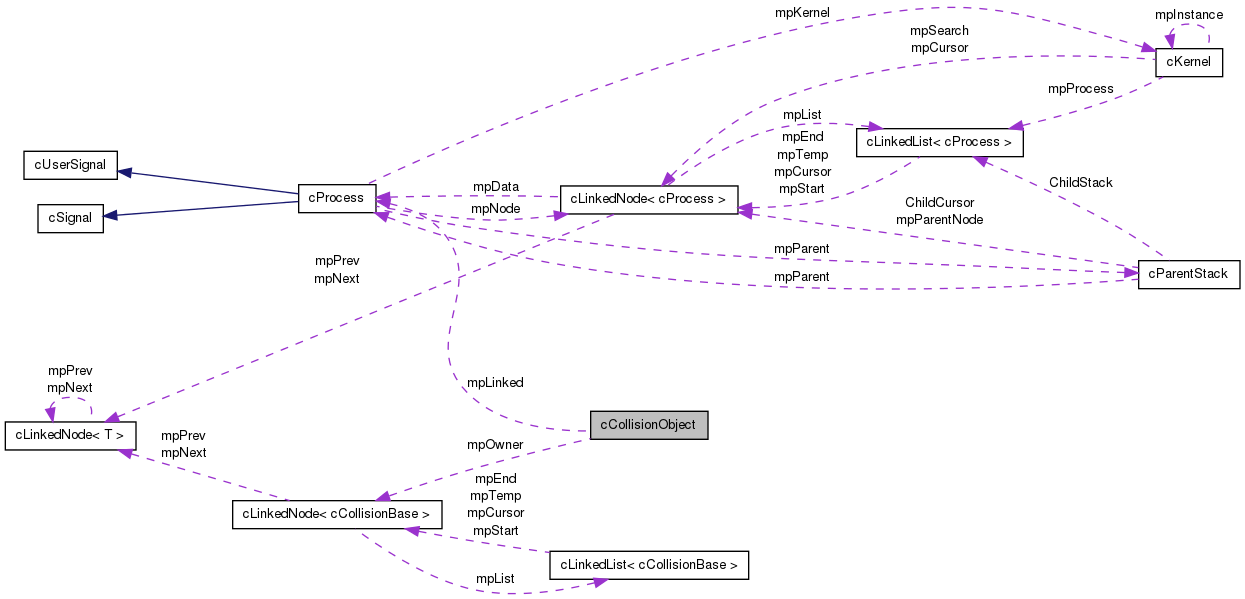 mpKernel
mpInstance
mpSearch
mpCursor
cKernel
mpProcess
mpList
cLinkedList< cProcess >
mpEnd
mpTemp
mpCursor
mpStart
cUserSignal
cSignal
cProcess
mpData
mpNode
cLinkedNode< cProcess >
ChildStack
ChildCursor
mpParentNode
mpParent
mpParent
cParentStack
mpPrev
mpNext
mpPrev
mpNext
mpLinked
cLinkedNode< T >
cCollisionObject
mpPrev
mpNext
mpOwner
mpEnd
mpTemp
mpCursor
mpStart
cLinkedNode< cCollisionBase >
cLinkedList< cCollisionBase >
mpList